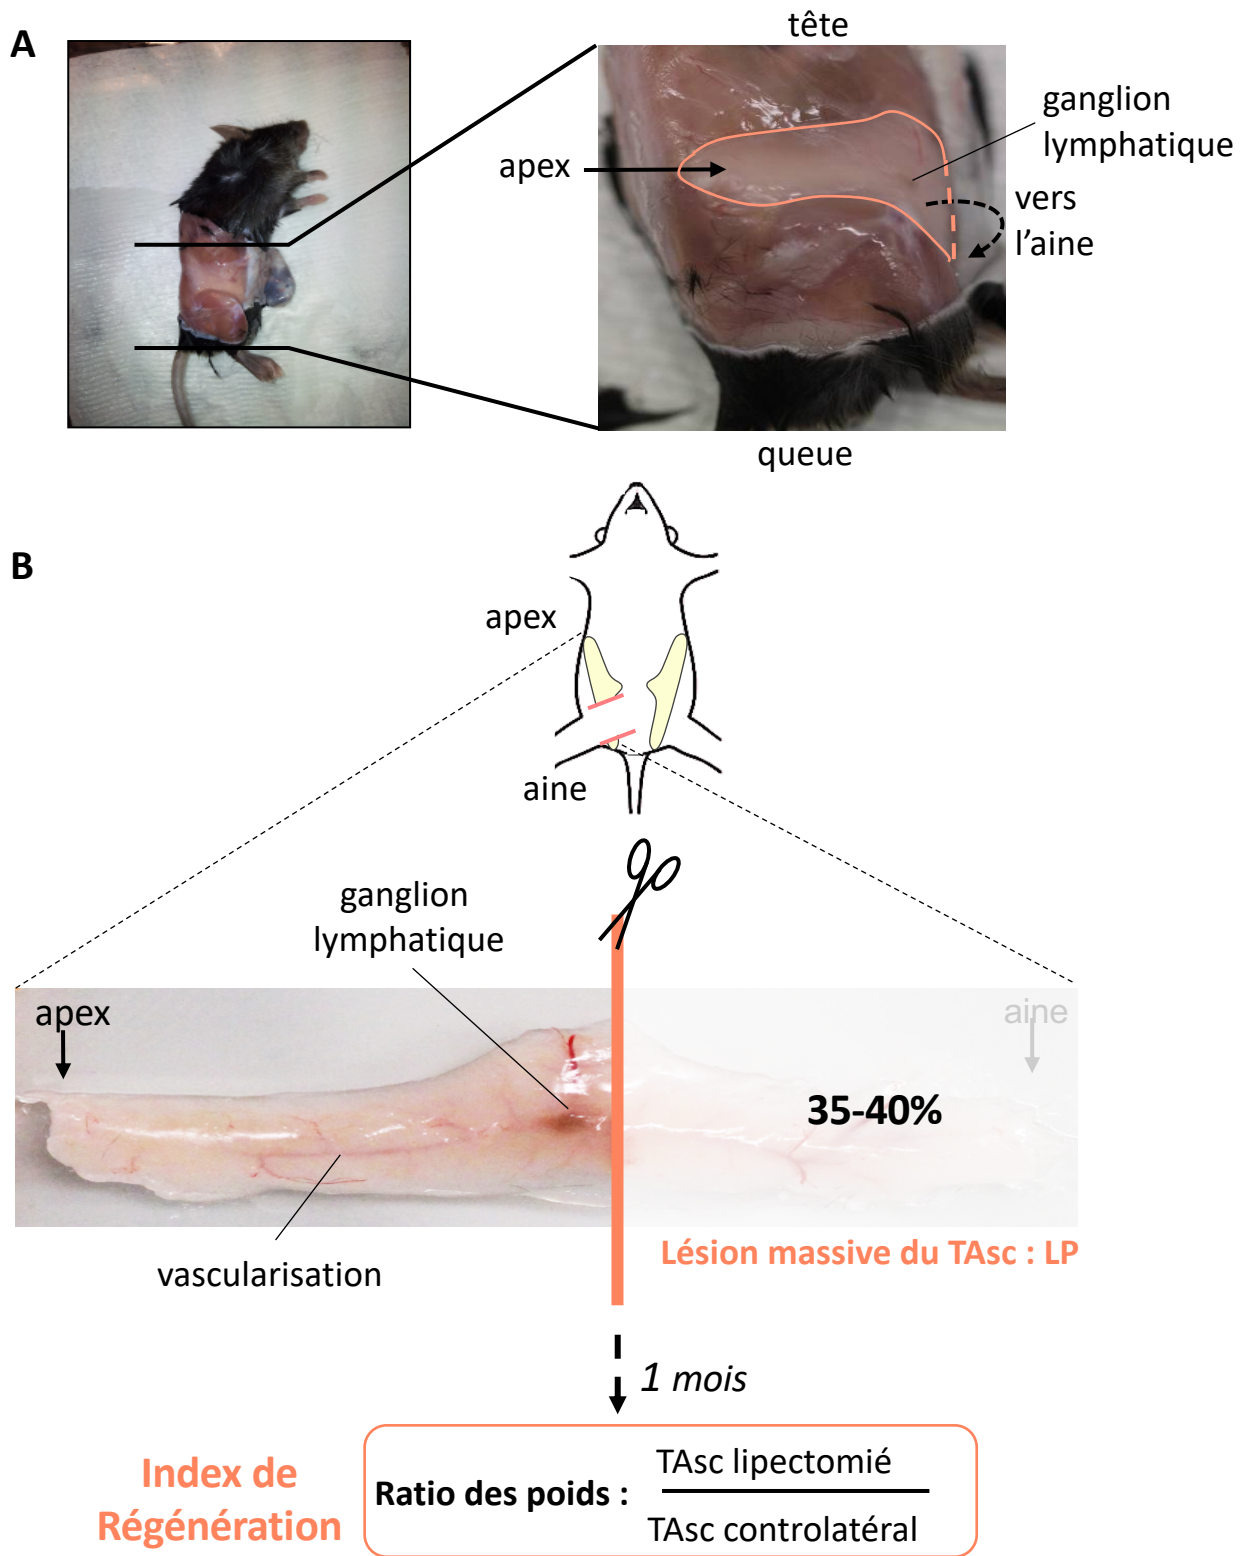 A
tête
ganglion
lymphatique
apex
vers
l'aine
queue
B
apex
aine
ganglion
lymphatique
apex
aine
35-40%
Lésion massive du TAsc : LP
vascularisation
1 mois
Index de
Régénération
Ratio des poids :
TAsc lipectomié
TAsc controlatéral